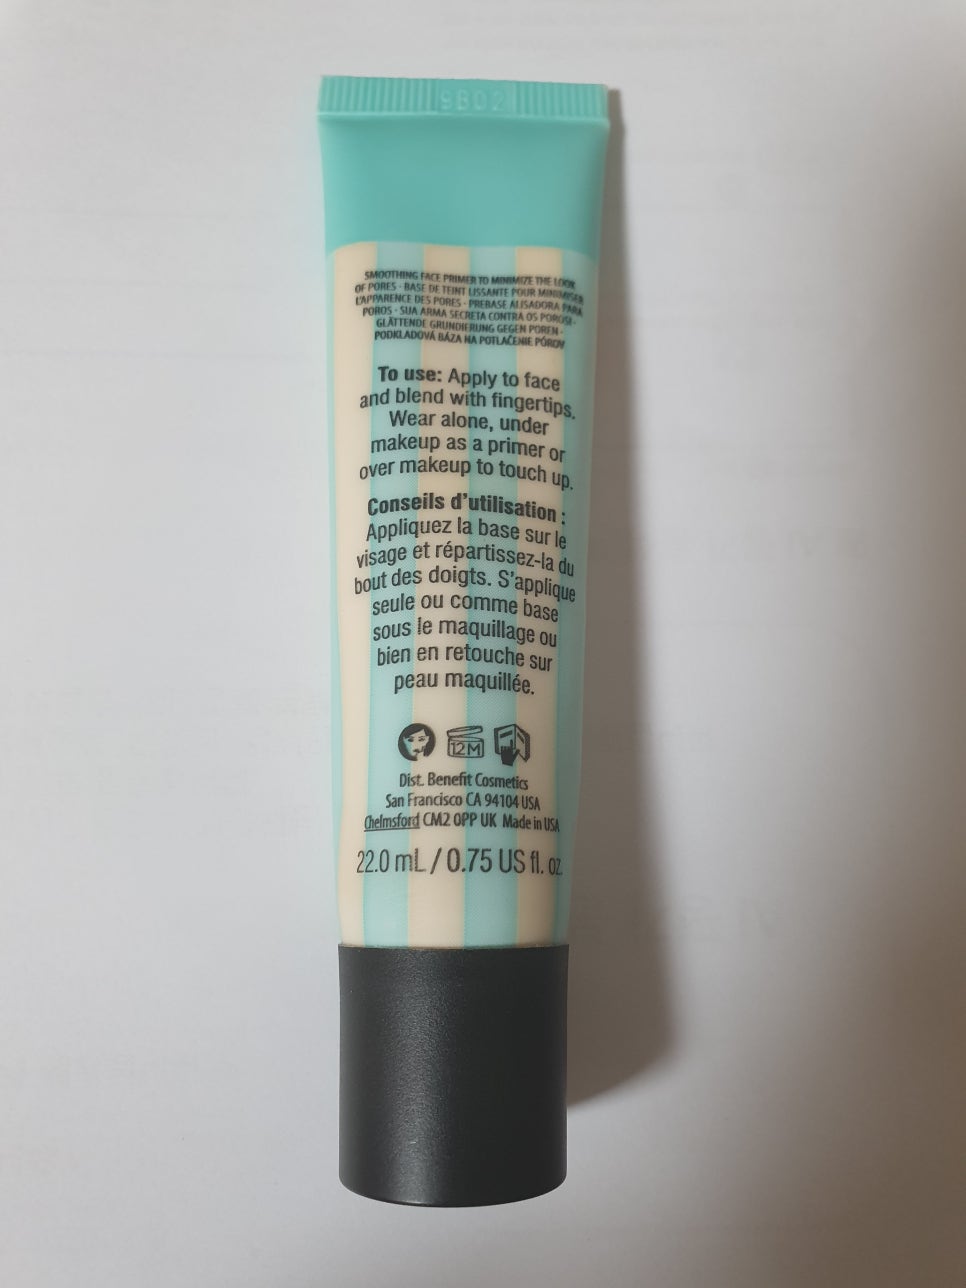 9B02
SMOOTHING FACE PRIMER TO MINIMIZE THE LOOK
OF PORES · BASE DE TEINT LISSANTE POUR MINIMISER
L'APPARENCE DES PORES · PREBASE ALISADORA PARA
POROS · SUA ARMA SECRETA CONTRA OS POROS! ·
GLÄTTENDE GRUNDIERUNG GEGEN POREN ·
PODKLADOVÁ BÁZA NA POTLAČENIE PÓROV
To use: Apply to face
and blend with fingertips.
Wear alone, under
makeup as a primer or
over makeup to touch up.
Conseils d'utilisation :
Appliquez la base sur le
visage et répartissez-la du
bout des doigts. S'applique
seule ou comme base
sous le maquillage ou
bien en retouche sur
peau maquillée.
12M
Dist. Benefit Cosmetics
San Francisco CA 94104 USA
Chelmsford CM2 0PP UK Made in USA
22.0 mL / 0.75 US fl. oz.